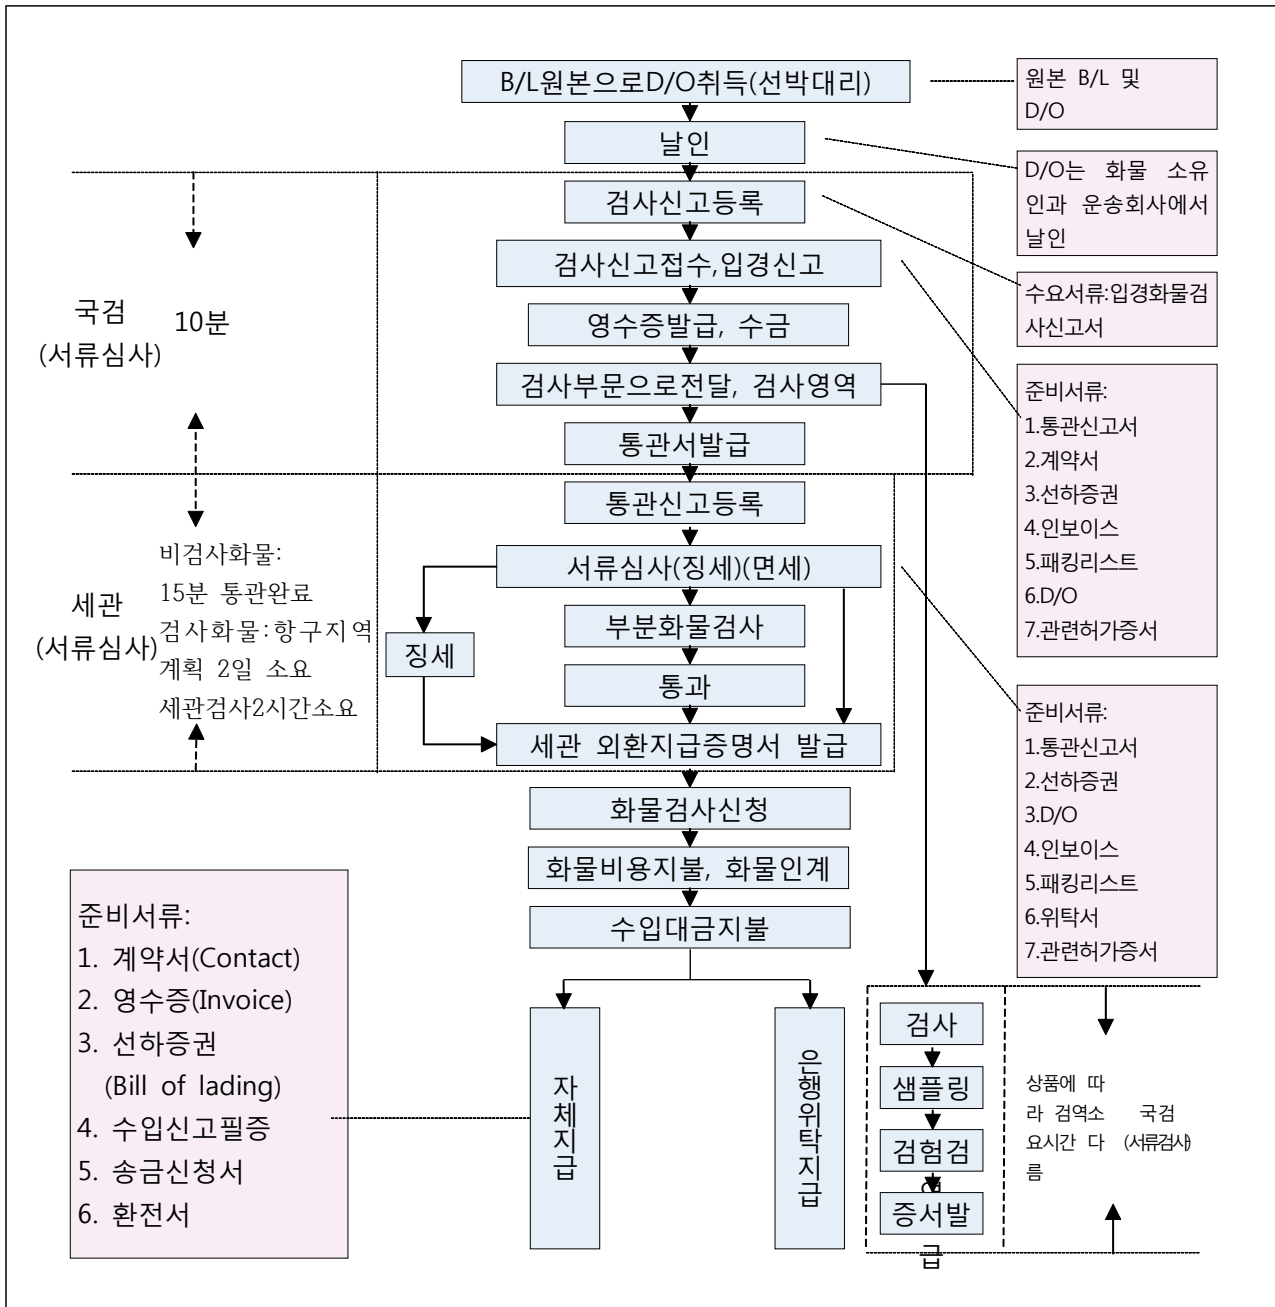 B/L원본으로D/O취득(선박대리)
원본 B/L 및
D/O
날인
D/O는 화물 소유
인과 운송회사에서
날인
검사신고등록
검사신고접수,입경신고
수요서류:입경화물검
사신고서
국검
(서류심사)
10분
영수증발급, 수금
검사부문으로전달, 검사영역
통관서발급
준비서류:
1.통관신고서
2.계약서
3.선하증권
4.인보이스
5.패킹리스트
6.D/O
7.관련허가증서
통관신고등록
세관
(서류심사)
비검사화물:
15분 통관완료
검사화물:항구지역
계획 2일 소요
세관검사2시간소요
서류심사(징세)(면세)
징세
부분화물검사
통과
세관 외환지급증명서 발급
준비서류:
1.통관신고서
2.선하증권
3.D/O
4.인보이스
5.패킹리스트
6.위탁서
7.관련허가증서
화물검사신청
화물비용지불, 화물인계
수입대금지불
준비서류:
1. 계약서(Contact)
2. 영수증(Invoice)
3. 선하증권
(Bill of lading)
4. 수입신고필증
5. 송금신청서
6. 환전서
자체지급
은행위탁지급
검사
샘플링
검험검
증서발
급
상품에 따
라 검역소
요시간 다
름
국검
(서류검사)